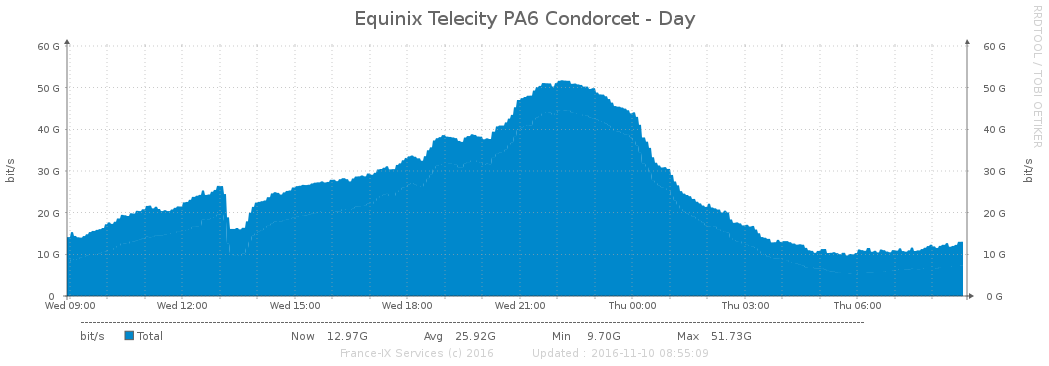 Equinix Telecity PA6 Condorcet - Day
RRDTOOL / TOBI OETIKER
60 G 60 G
50 G 50 G
40 G 40 G
30 G 30 G
20 G 20 G
10 G 10 G
0 0 G
bit/s bit/s
Wed 09:00 Wed 12:00 Wed 15:00 Wed 18:00 Wed 21:00 Thu 00:00 Thu 03:00 Thu 06:00
bit/s Total Now 12.97G Avg 25.92G Min 9.70G Max 51.73G
France-IX Services (c) 2016 Updated : 2016-11-10 08:55:09